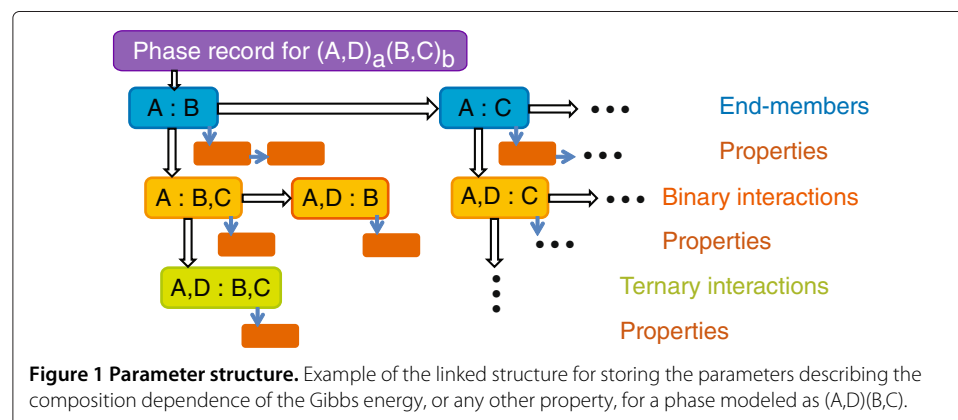 Phase record for (A,D)a(B,C)b
A : B A : C ••• End-members
••• Properties
A : B,C A,D : B A,D : C ••• Binary interactions
••• Properties
A,D : B,C Ternary interactions
Properties
Figure 1 Parameter structure. Example of the linked structure for storing the parameters describing the
composition dependence of the Gibbs energy, or any other property, for a phase modeled as (A,D)(B,C).